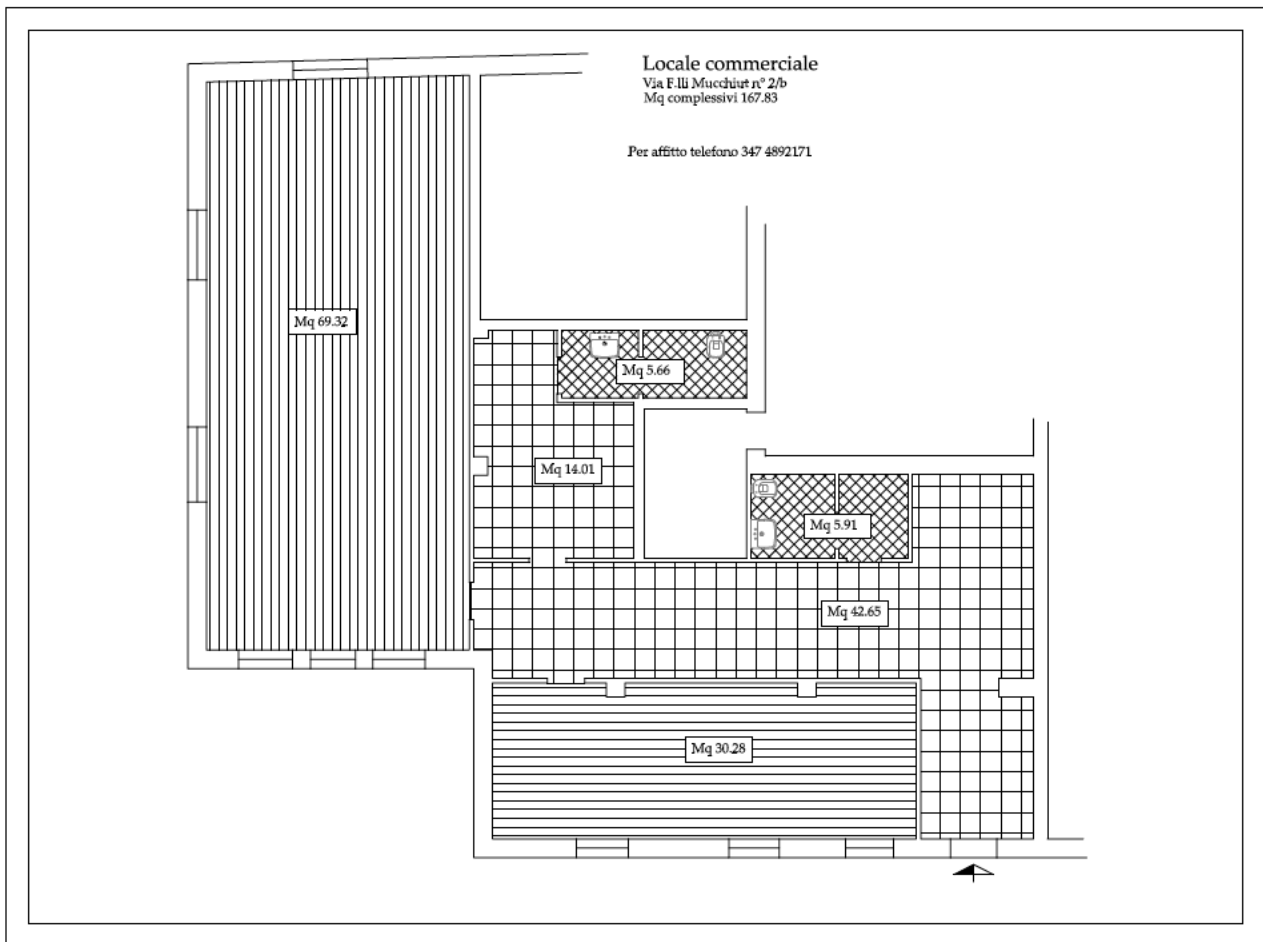 Locale commerciale
Via F.lli Mucchiut n° 2/b
Mq complessivi 167.83
Per affitto telefono 347 4892171
Mq 69.32
Mq 5.66
Mq 14.01
Mq 5.91
Mq 42.65
Mq 30.28